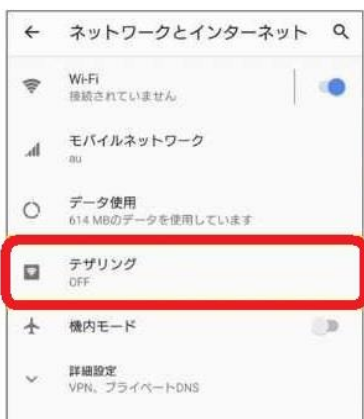 ネットワークとインターネット
Wi-Fi
接続されていません
モバイルネットワーク
au
データ使用
614 MBのデータを使用しています
テザリング
OFF
機内モード
詳細設定
VPN、プライベートDNS